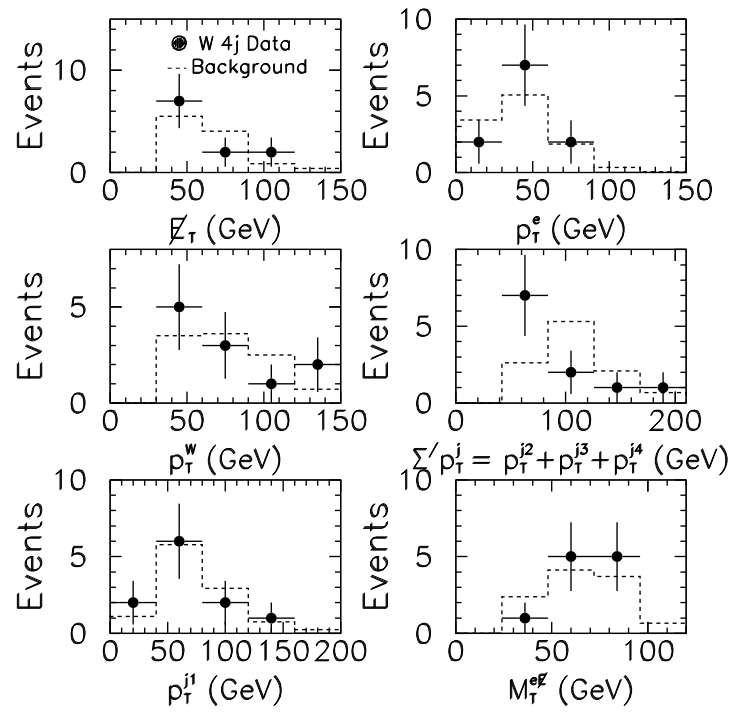 W 4j Data
Background
Events
10
5
0
0 50 100 150
E̸_T (GeV)
Events
10
5
0
0 50 100 150
p_T^e (GeV)
Events
5
0
0 50 100 150
p_T^W (GeV)
Events
10
5
0
0 100 200
Σ′p_T^j = p_T^j2+p_T^j3+p_T^j4 (GeV)
Events
10
5
0
0 50 100 150 200
p_T^j1 (GeV)
Events
10
5
0
0 50 100
M_T^eE̸ (GeV)